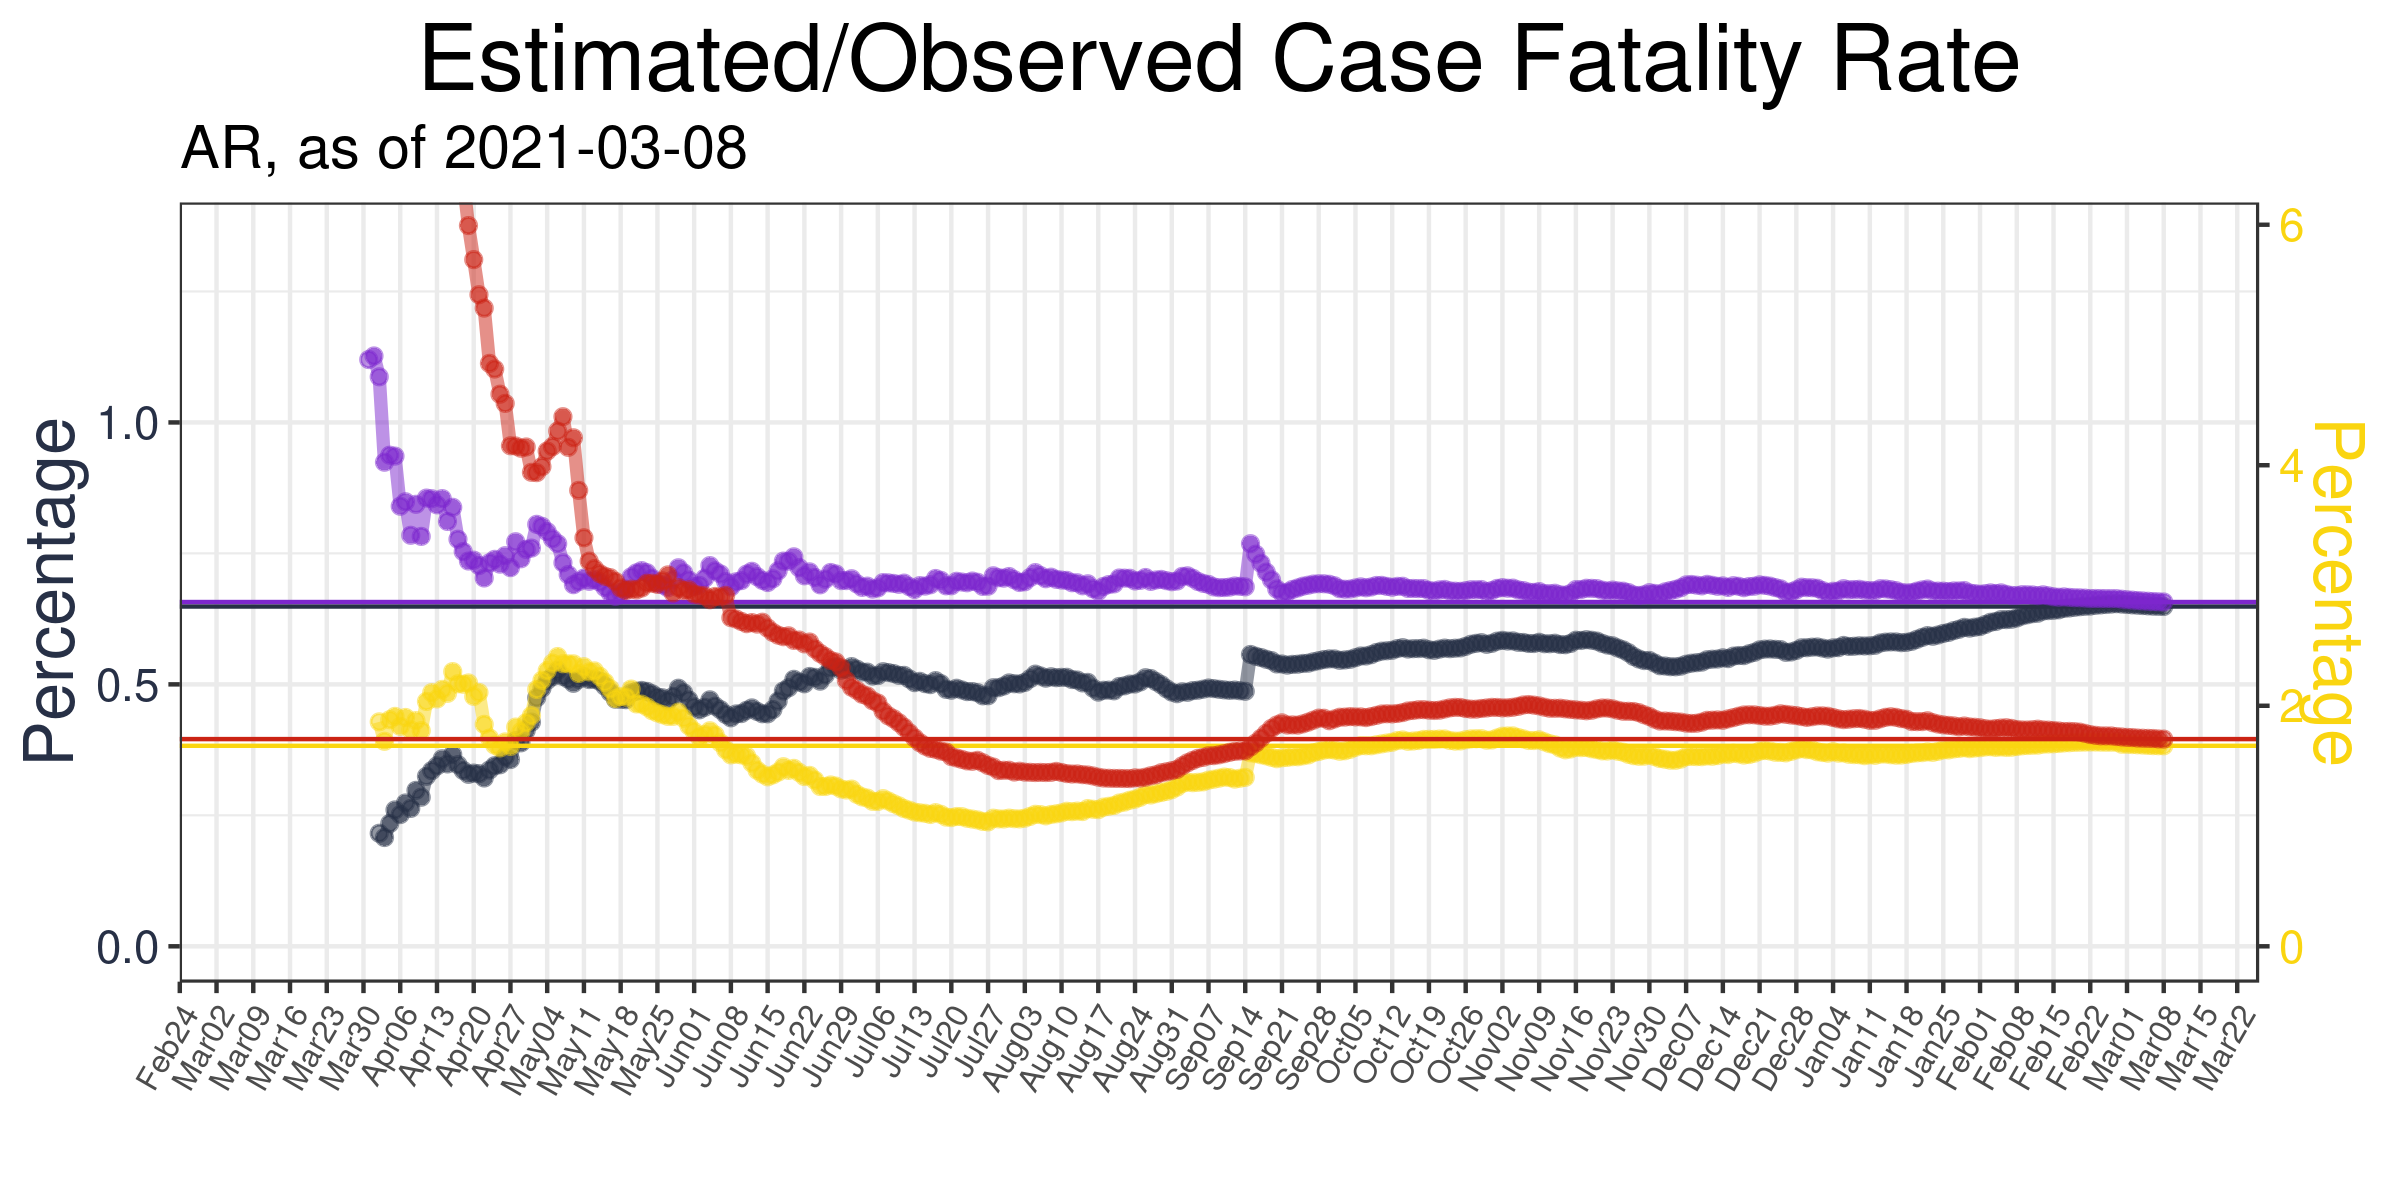 Estimated/Observed Case Fatality Rate
AR, as of 2021-03-08
Percentage
1.0
0.5
0.0
6
4
2
0
Percentage
Feb24
Mar02
Mar09
Mar16
Mar23
Mar30
Apr06
Apr13
Apr20
Apr27
May04
May11
May18
May25
Jun01
Jun08
Jun15
Jun22
Jun29
Jul06
Jul13
Jul20
Jul27
Aug03
Aug10
Aug17
Aug24
Aug31
Sep07
Sep14
Sep21
Sep28
Oct05
Oct12
Oct19
Oct26
Nov02
Nov09
Nov16
Nov23
Nov30
Dec07
Dec14
Dec21
Dec28
Jan04
Jan11
Jan18
Jan25
Feb01
Feb08
Feb15
Feb22
Mar01
Mar08
Mar15
Mar22